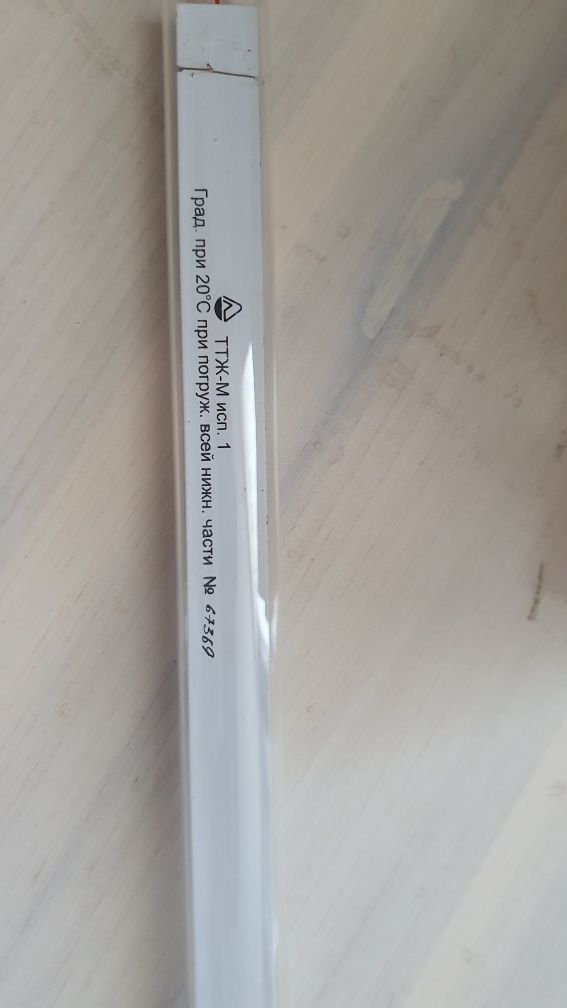 ТТЖ-М исп. 1
Град. при 20°С при погруж. всей нижн. части № 67369